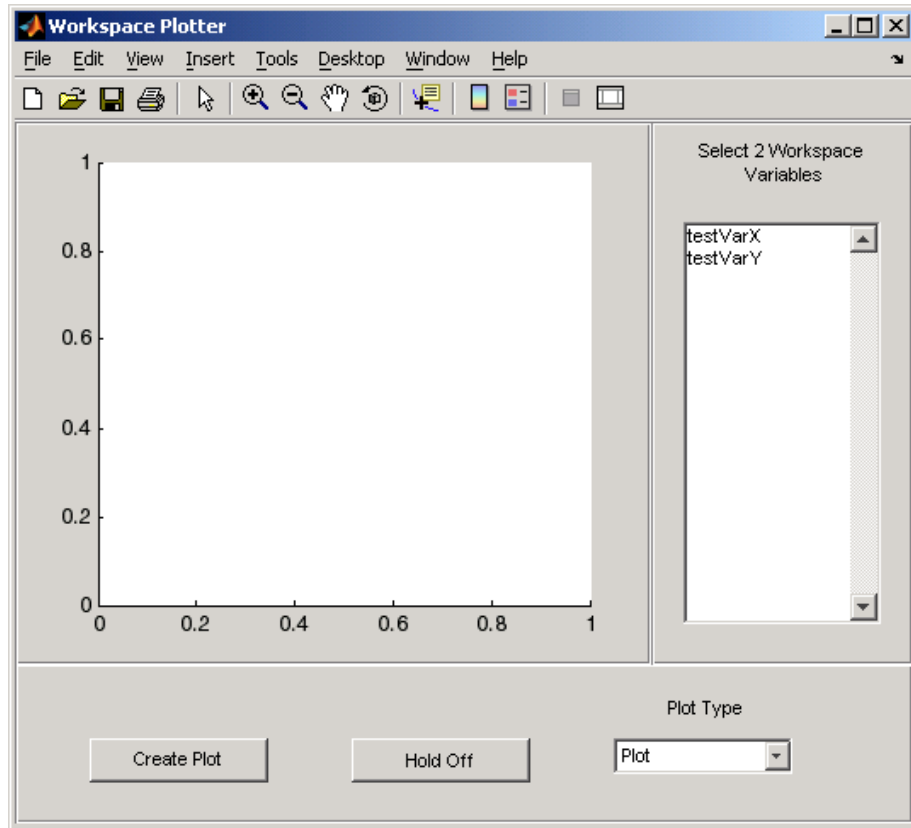 Workspace Plotter
File Edit View Insert Tools Desktop Window Help
Select 2 Workspace
Variables
testVarX
testVarY
1
0.8
0.6
0.4
0.2
0
0 0.2 0.4 0.6 0.8 1
Plot Type
Create Plot
Hold Off
Plot